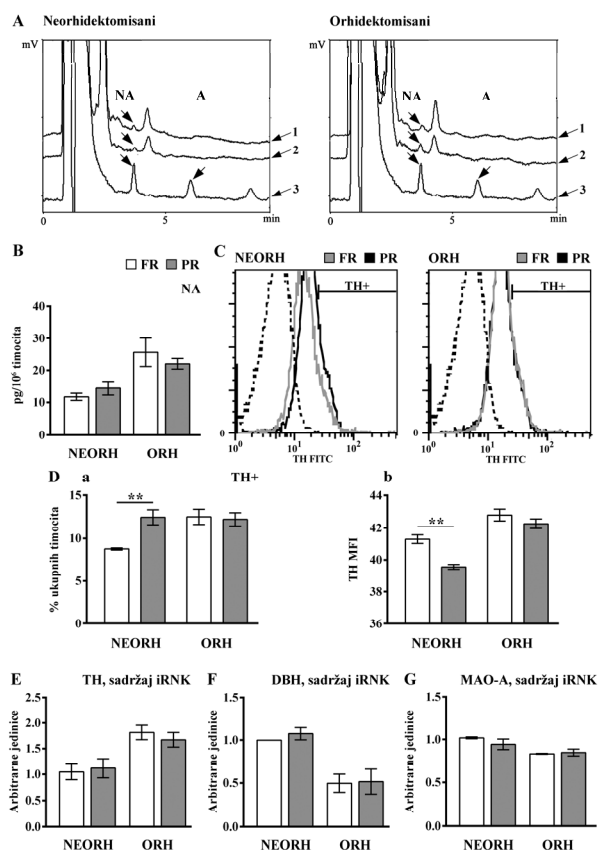 A Neorhidektomisani Orhidektomisani
mV mV
NA A NA A
1 1
2 2
3 3
5 min 5 min
B C
FR PR NEORH FR PR ORH FR PR
NA TH+ TH+
pg/10⁶ timocita
40
30
20
10
0
NEORH ORH
0 0
10⁰ 10¹ 10² 10⁰ 10¹ 10²
TH FITC TH FITC
D a TH+ b
% ukupnih timocita
15
10
5
0
**
NEORH ORH
TH MFI
44
42
40
38
36
**
NEORH ORH
E TH, sadržaj iRNK F DBH, sadržaj iRNK G MAO-A, sadržaj iRNK
Arbitrarne jedinice
2.5
2.0
1.5
1.0
0.5
0.0
NEORH ORH
Arbitrarne jedinice
1.5
1.0
0.5
0.0
NEORH ORH
Arbitrarne jedinice
1.5
1.0
0.5
0.0
NEORH ORH